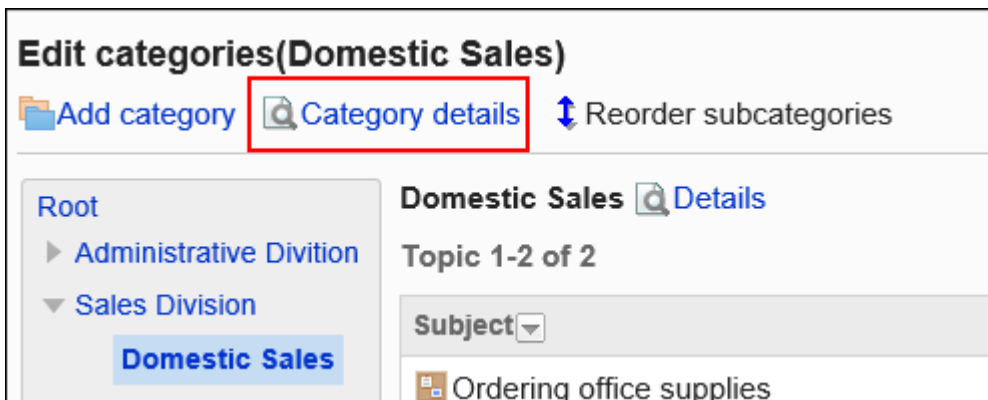 Edit categories(Domestic Sales)
Add category Category details Reorder subcategories
Root
Administrative Divition
Sales Division
Domestic Sales
Domestic Sales Details
Topic 1-2 of 2
Subject
Ordering office supplies